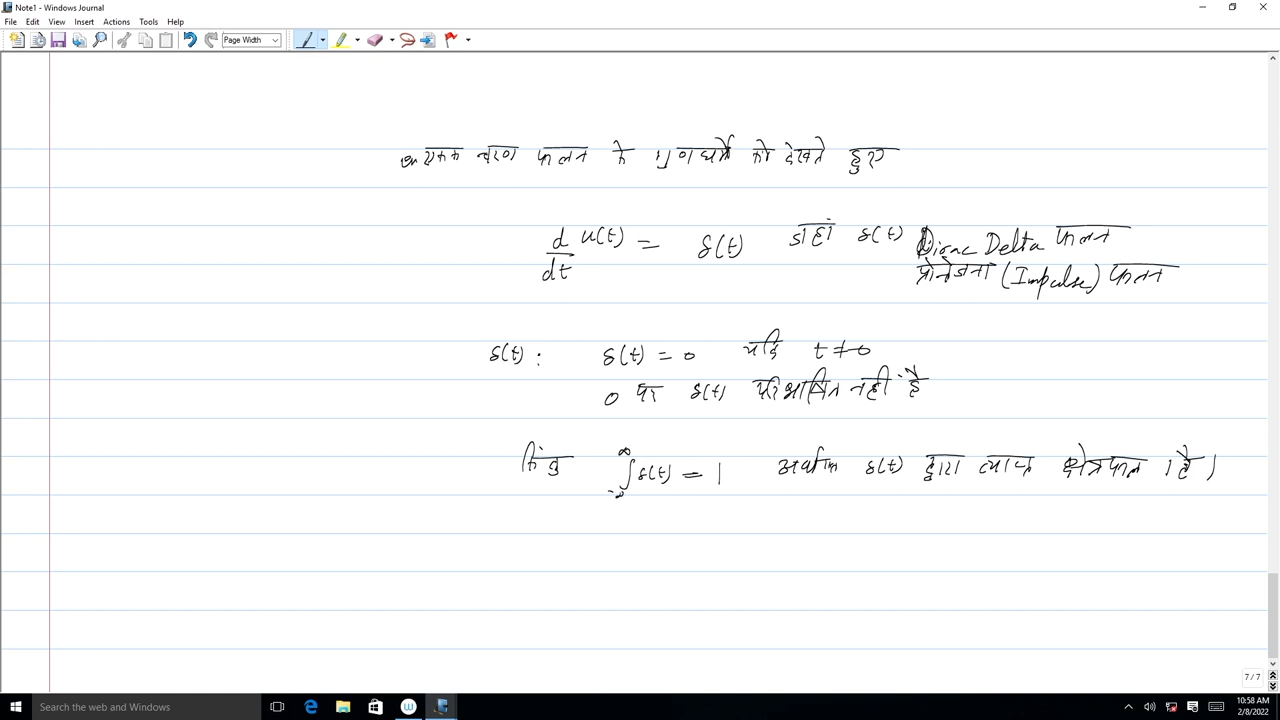 Note1 - Windows Journal
File Edit View Insert Actions Tools Help
Page Width
चरण फलन के गुणधर्मो को देखते हुए
d/dt u(t) = δ(t) जहां δ(t) Dirac Delta फलन
(Impulse) फलन
δ(t) : δ(t) = 0 यदि t ≠ 0
0 पर δ(t) परिभाषित नहीं है
किंतु ∫ δ(t) = 1 अर्थात δ(t) द्वारा व्याप्त क्षेत्रफल 1 है।
-∞ ∞
7/7
Search the web and Windows
10:58 AM
2/8/2022